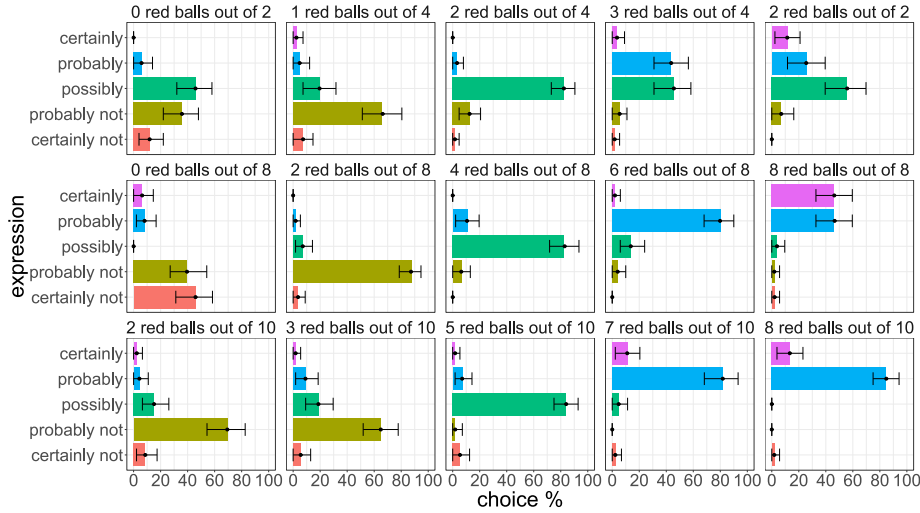 0 red balls out of 2 1 red balls out of 4 2 red balls out of 4 3 red balls out of 4 2 red balls out of 2
certainly
probably
possibly
probably not
certainly not
0 red balls out of 8 2 red balls out of 8 4 red balls out of 8 6 red balls out of 8 8 red balls out of 8
certainly
probably
possibly
probably not
certainly not
expression
2 red balls out of 10 3 red balls out of 10 5 red balls out of 10 7 red balls out of 10 8 red balls out of 10
certainly
probably
possibly
probably not
certainly not
0 20 40 60 80 100 0 20 40 60 80 100 0 20 40 60 80 100 0 20 40 60 80 100 0 20 40 60 80 100
choice %